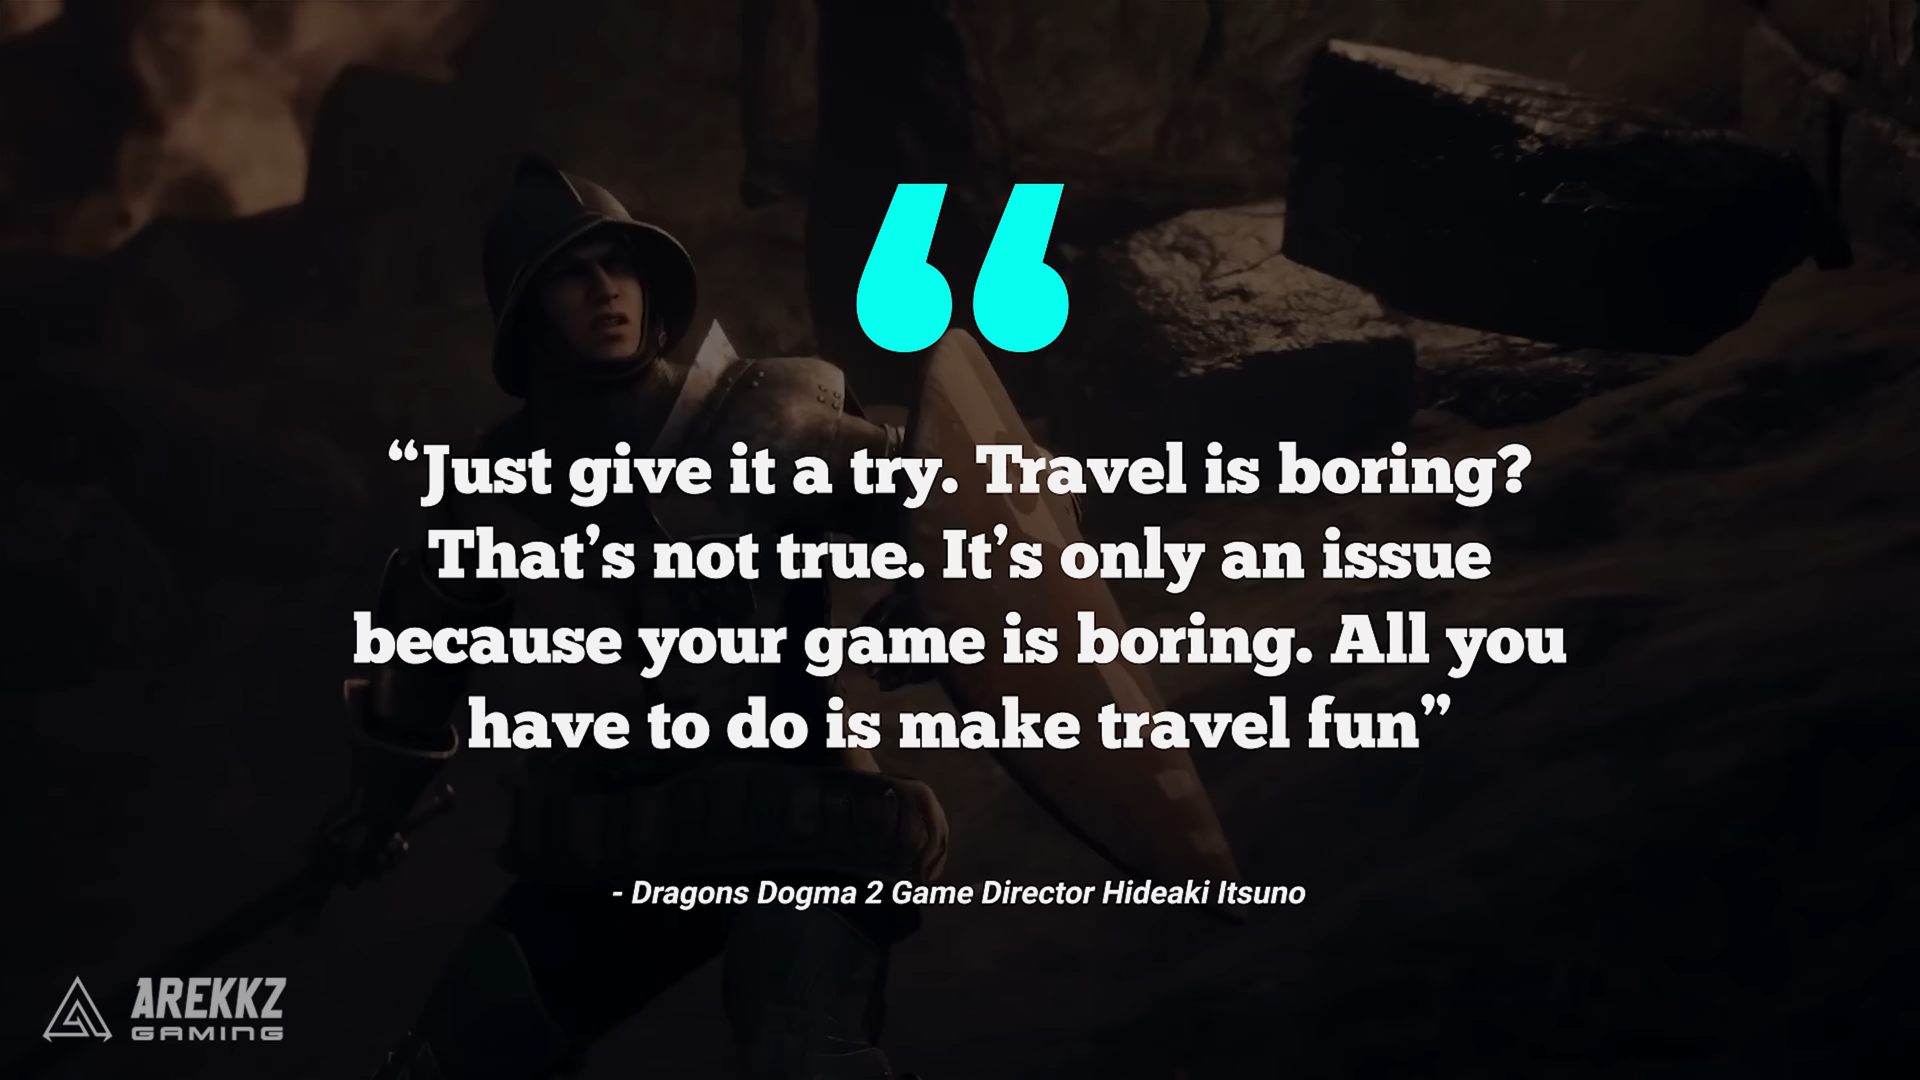 “Just give it a try. Travel is boring?
That’s not true. It’s only an issue
because your game is boring. All you
have to do is make travel fun”
- Dragons Dogma 2 Game Director Hideaki Itsuno
AREKKZ
GAMING